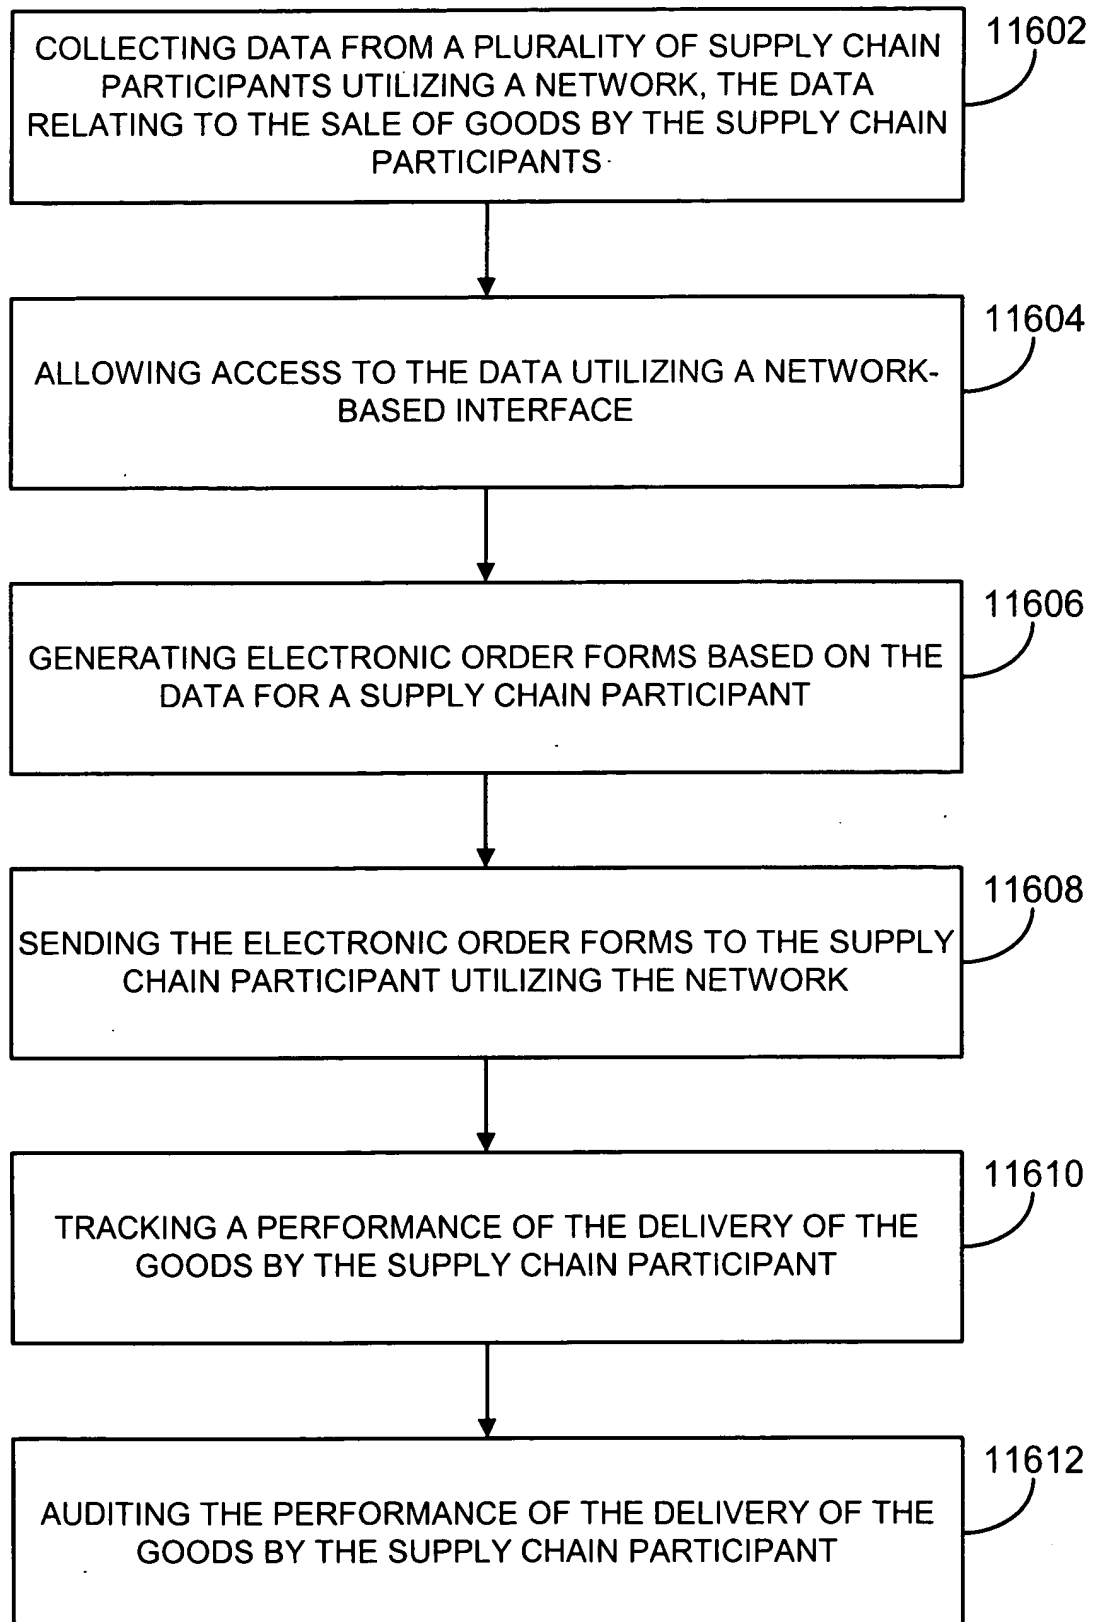 COLLECTING DATA FROM A PLURALITY OF SUPPLY CHAIN
PARTICIPANTS UTILIZING A NETWORK, THE DATA
RELATING TO THE SALE OF GOODS BY THE SUPPLY CHAIN
PARTICIPANTS
11602
ALLOWING ACCESS TO THE DATA UTILIZING A NETWORK-
BASED INTERFACE
11604
GENERATING ELECTRONIC ORDER FORMS BASED ON THE
DATA FOR A SUPPLY CHAIN PARTICIPANT
11606
SENDING THE ELECTRONIC ORDER FORMS TO THE SUPPLY
CHAIN PARTICIPANT UTILIZING THE NETWORK
11608
TRACKING A PERFORMANCE OF THE DELIVERY OF THE
GOODS BY THE SUPPLY CHAIN PARTICIPANT
11610
AUDITING THE PERFORMANCE OF THE DELIVERY OF THE
GOODS BY THE SUPPLY CHAIN PARTICIPANT
11612